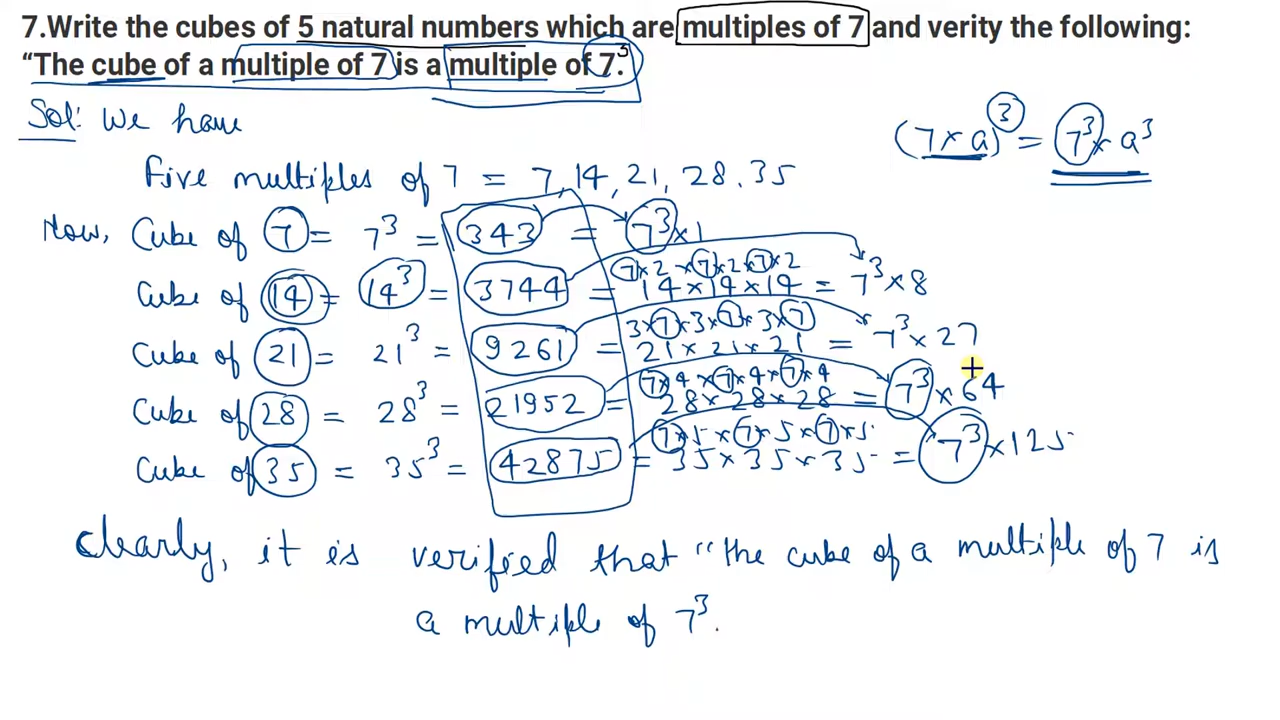 7.Write the cubes of 5 natural numbers which are multiples of 7 and verity the following:
“The cube of a multiple of 7 is a multiple of 7³.
Sol: We have
(7 × a)³ = 7³ × a³
Five multiples of 7 = 7, 14, 21, 28. 35
Now, Cube of 7 = 7³ = 343 = 7³ × 1
7×2 × 7×2 × 7×2
Cube of 14 = 14³ = 3744 = 14 × 14 × 14 = 7³ × 8
3×7×3×7×3×7
Cube of 21 = 21³ = 9261 = 21 × 21 × 21 = 7³ × 27
7×4 × 7×4 × 7×4
Cube of 28 = 28³ = 21952 = 28 × 28 × 28 = 7³ × 64
7×5 × 7×5 × 7×5
Cube of 35 = 35³ = 42875 = 35 × 35 × 35 = 7³ × 125
Clearly, it is verified that "the cube of a multiple of 7 is
a multiple of 7³.